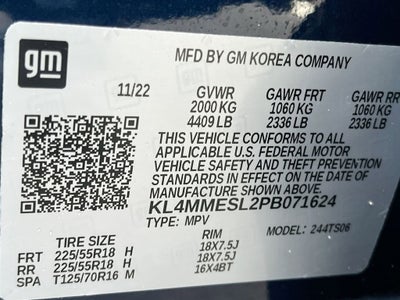 gm
MFD BY GM KOREA COMPANY
11/22 GVWR GAWR FRT GAWR RR
2000 KG 1060 KG 1060 KG
4409 LB 2336 LB 2336 LB
THIS VEHICLE CONFORMS TO ALL
APPLICABLE U.S. FEDERAL MOTOR
VEHICLE SAFETY AND THEFT PREVENTION
STANDARDS IN EFFECT ON THE DATE OF
MANUFACTURE SHOWN ABOVE.
KL4MMESL2PB071624
TYPE: MPV MODEL: 244TS06
TIRE SIZE RIM
FRT 225/55R18 H 18X7.5J
RR 225/55R18 H 18X7.5J
SPA T125/70R16 M 16X4BT